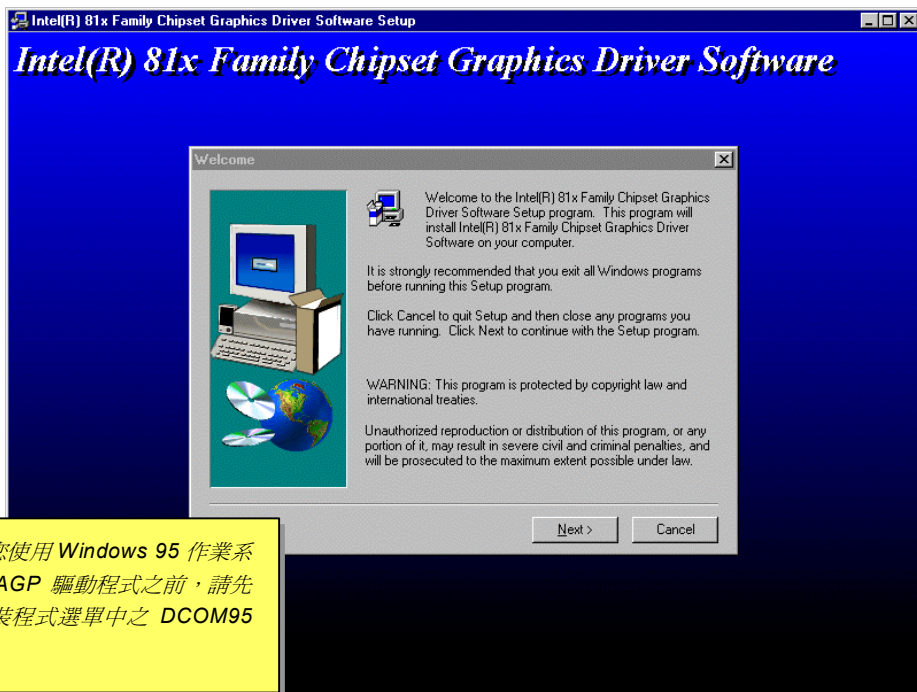 Intel(R) 81x Family Chipset Graphics Driver Software Setup
Intel(R) 81x Family Chipset Graphics Driver Software
Welcome
Welcome to the Intel(R) 81x Family Chipset Graphics
Driver Software Setup program. This program will
install Intel(R) 81x Family Chipset Graphics Driver
Software on your computer.
It is strongly recommended that you exit all Windows programs
before running this Setup program.
Click Cancel to quit Setup and then close any programs you
have running. Click Next to continue with the Setup program.
WARNING: This program is protected by copyright law and
international treaties.
Unauthorized reproduction or distribution of this program, or any
portion of it, may result in severe civil and criminal penalties, and
will be prosecuted to the maximum extent possible under law.
Next >
Cancel
您使用 Windows 95 作業系
AGP 驅動程式之前，請先
裝程式選單中之 DCOM95